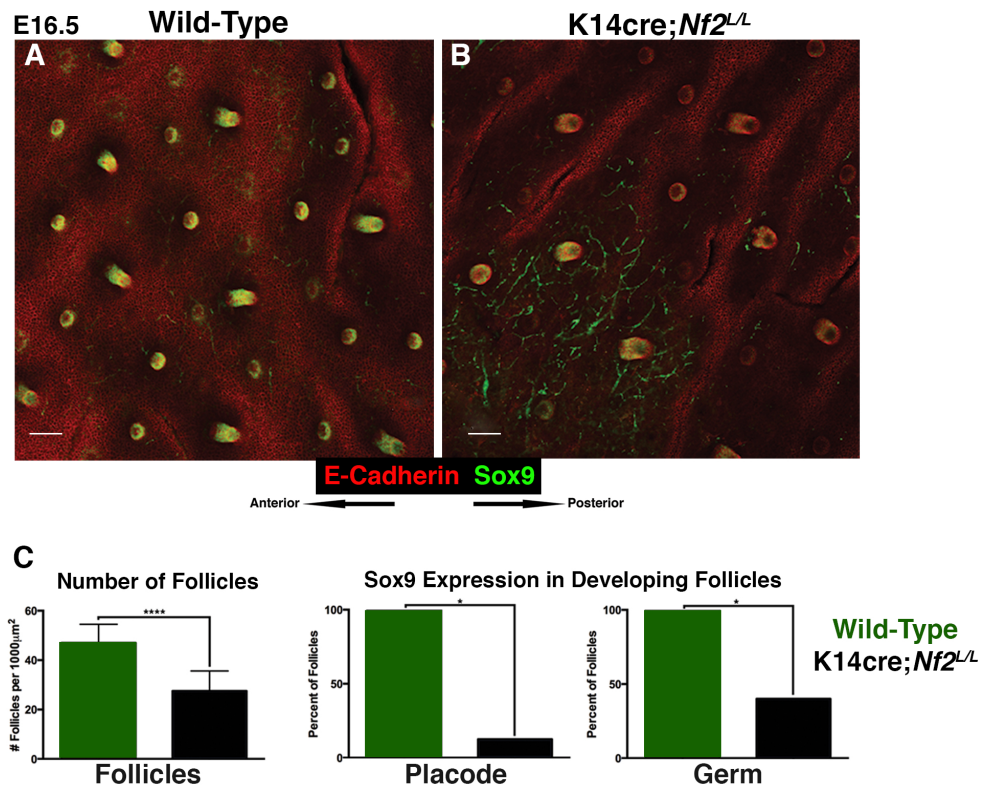 E16.5
Wild-Type
K14cre;Nf2L/L
A
B
E-Cadherin Sox9
Anterior
Posterior
C
Number of Follicles
Sox9 Expression in Developing Follicles
# Follicles per 1000µm2
60
40
20
0
****
Follicles
Percent of Follicles
100
50
0
*
Placode
Percent of Follicles
100
50
0
*
Germ
Wild-Type
K14cre;Nf2L/L